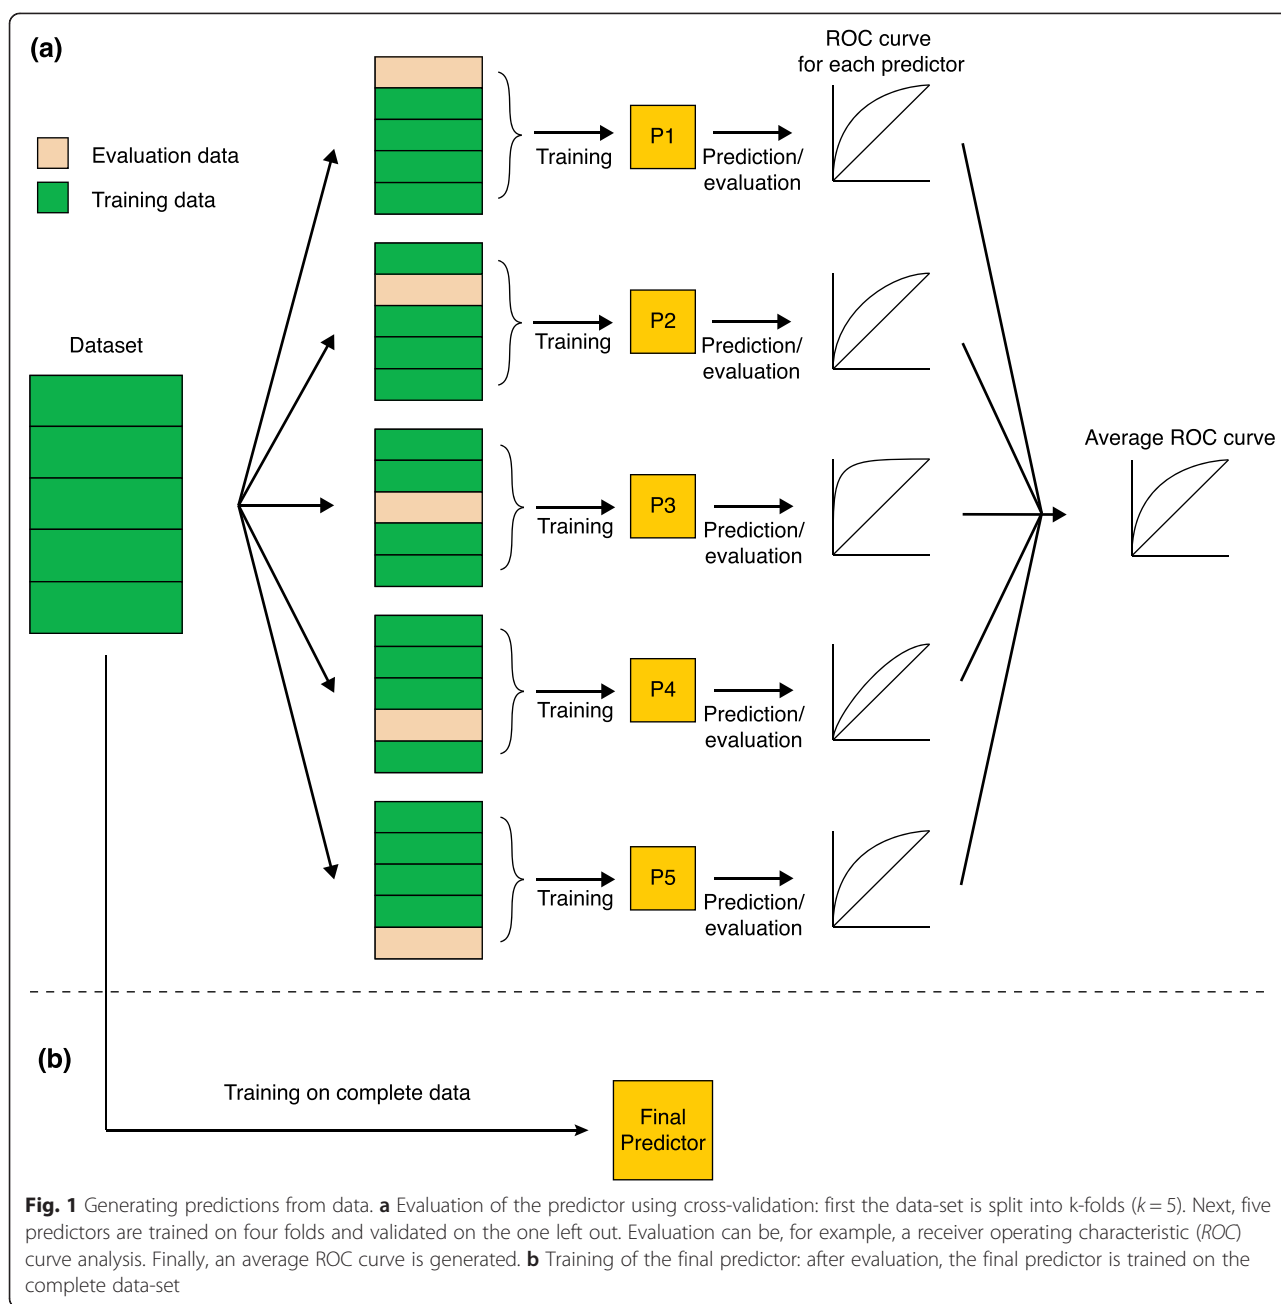 (a)
ROC curve
for each predictor
Evaluation data
Training data
P1
Training
Prediction/
evaluation
P2
Training
Prediction/
evaluation
Dataset
Average ROC curve
P3
Training
Prediction/
evaluation
P4
Training
Prediction/
evaluation
P5
Training
Prediction/
evaluation
(b)
Training on complete data
Final
Predictor
Fig. 1 Generating predictions from data. a Evaluation of the predictor using cross-validation: first the data-set is split into k-folds (k = 5). Next, five
predictors are trained on four folds and validated on the one left out. Evaluation can be, for example, a receiver operating characteristic (ROC)
curve analysis. Finally, an average ROC curve is generated. b Training of the final predictor: after evaluation, the final predictor is trained on the
complete data-set